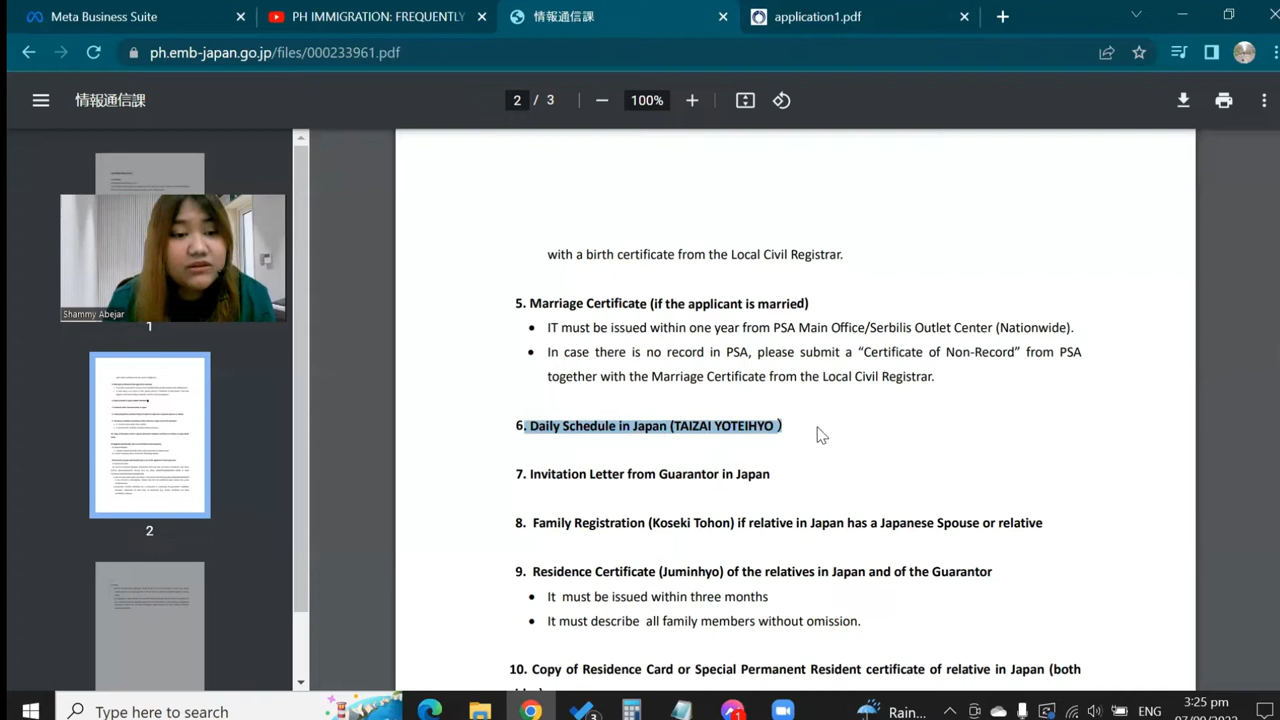 Meta Business Suite
PH IMMIGRATION: FREQUENTLY
情報通信課
application1.pdf
ph.emb-japan.go.jp/files/000233961.pdf
情報通信課
2 / 3
100%
with a birth certificate from the Local Civil Registrar.
5. Marriage Certificate (if the applicant is married)
• IT must be issued within one year from PSA Main Office/Serbilis Outlet Center (Nationwide).
• In case there is no record in PSA, please submit a “Certificate of Non-Record” from PSA
together with the Marriage Certificate from the Local Civil Registrar.
6. Daily Schedule in Japan (TAIZAI YOTEIHYO )
7. Invitation Letter from Guarantor in Japan
8. Family Registration (Koseki Tohon) if relative in Japan has a Japanese Spouse or relative
9. Residence Certificate (Juminhyo) of the relatives in Japan and of the Guarantor
• It must be issued within three months
• It must describe all family members without omission.
10. Copy of Residence Card or Special Permanent Resident certificate of relative in Japan (both
Shammy Abejar
1
2
Type here to search
3
1
Rain...
ENG
3:25 pm